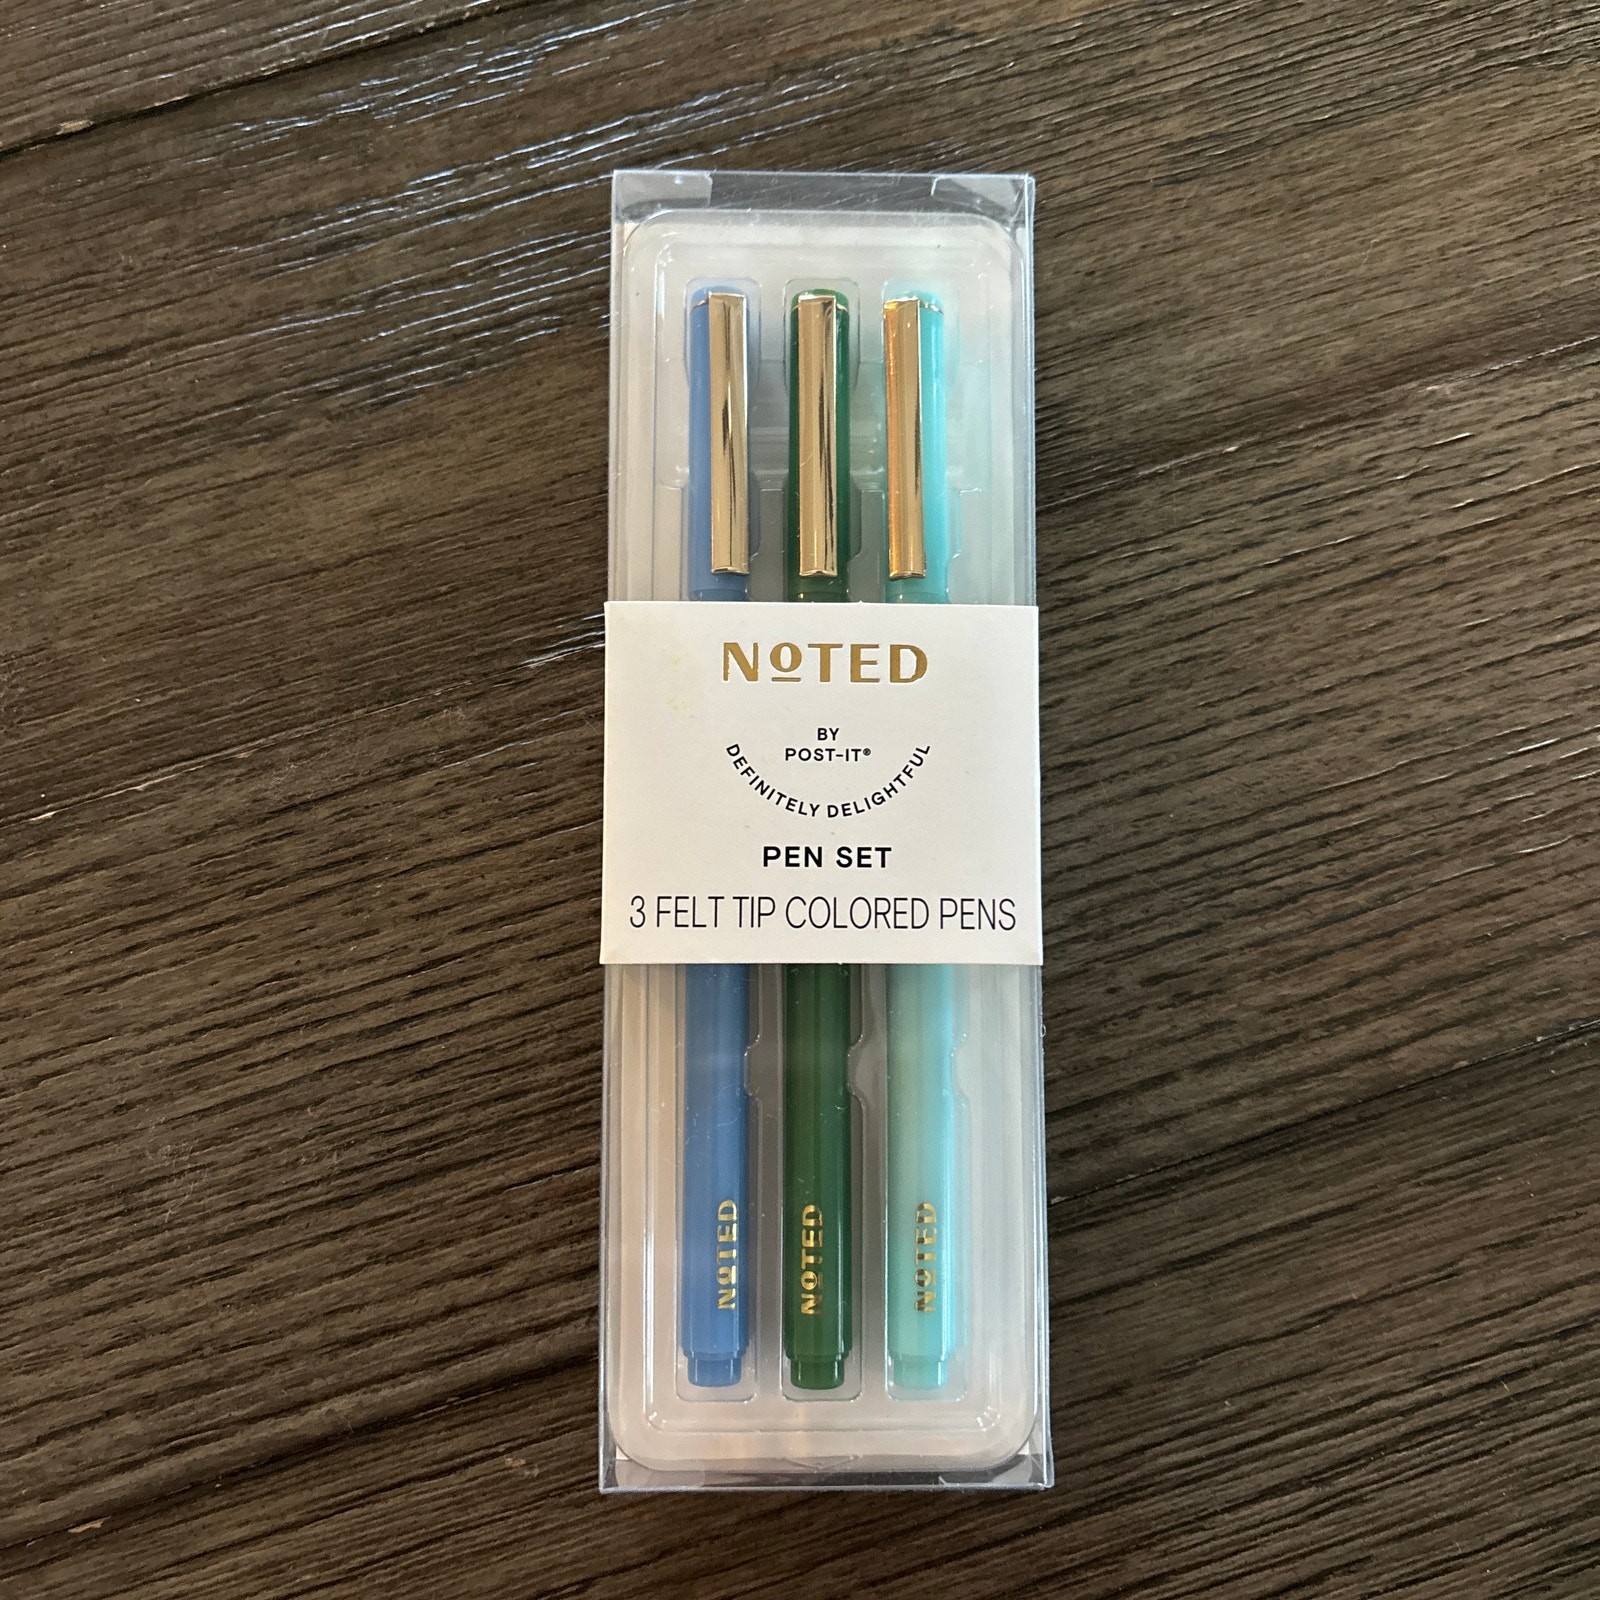 NoTED
BY
POST-IT®
DEFINITELY DELIGHTFUL
PEN SET
3 FELT TIP COLORED PENS
NoTED
NoTED
NoTED